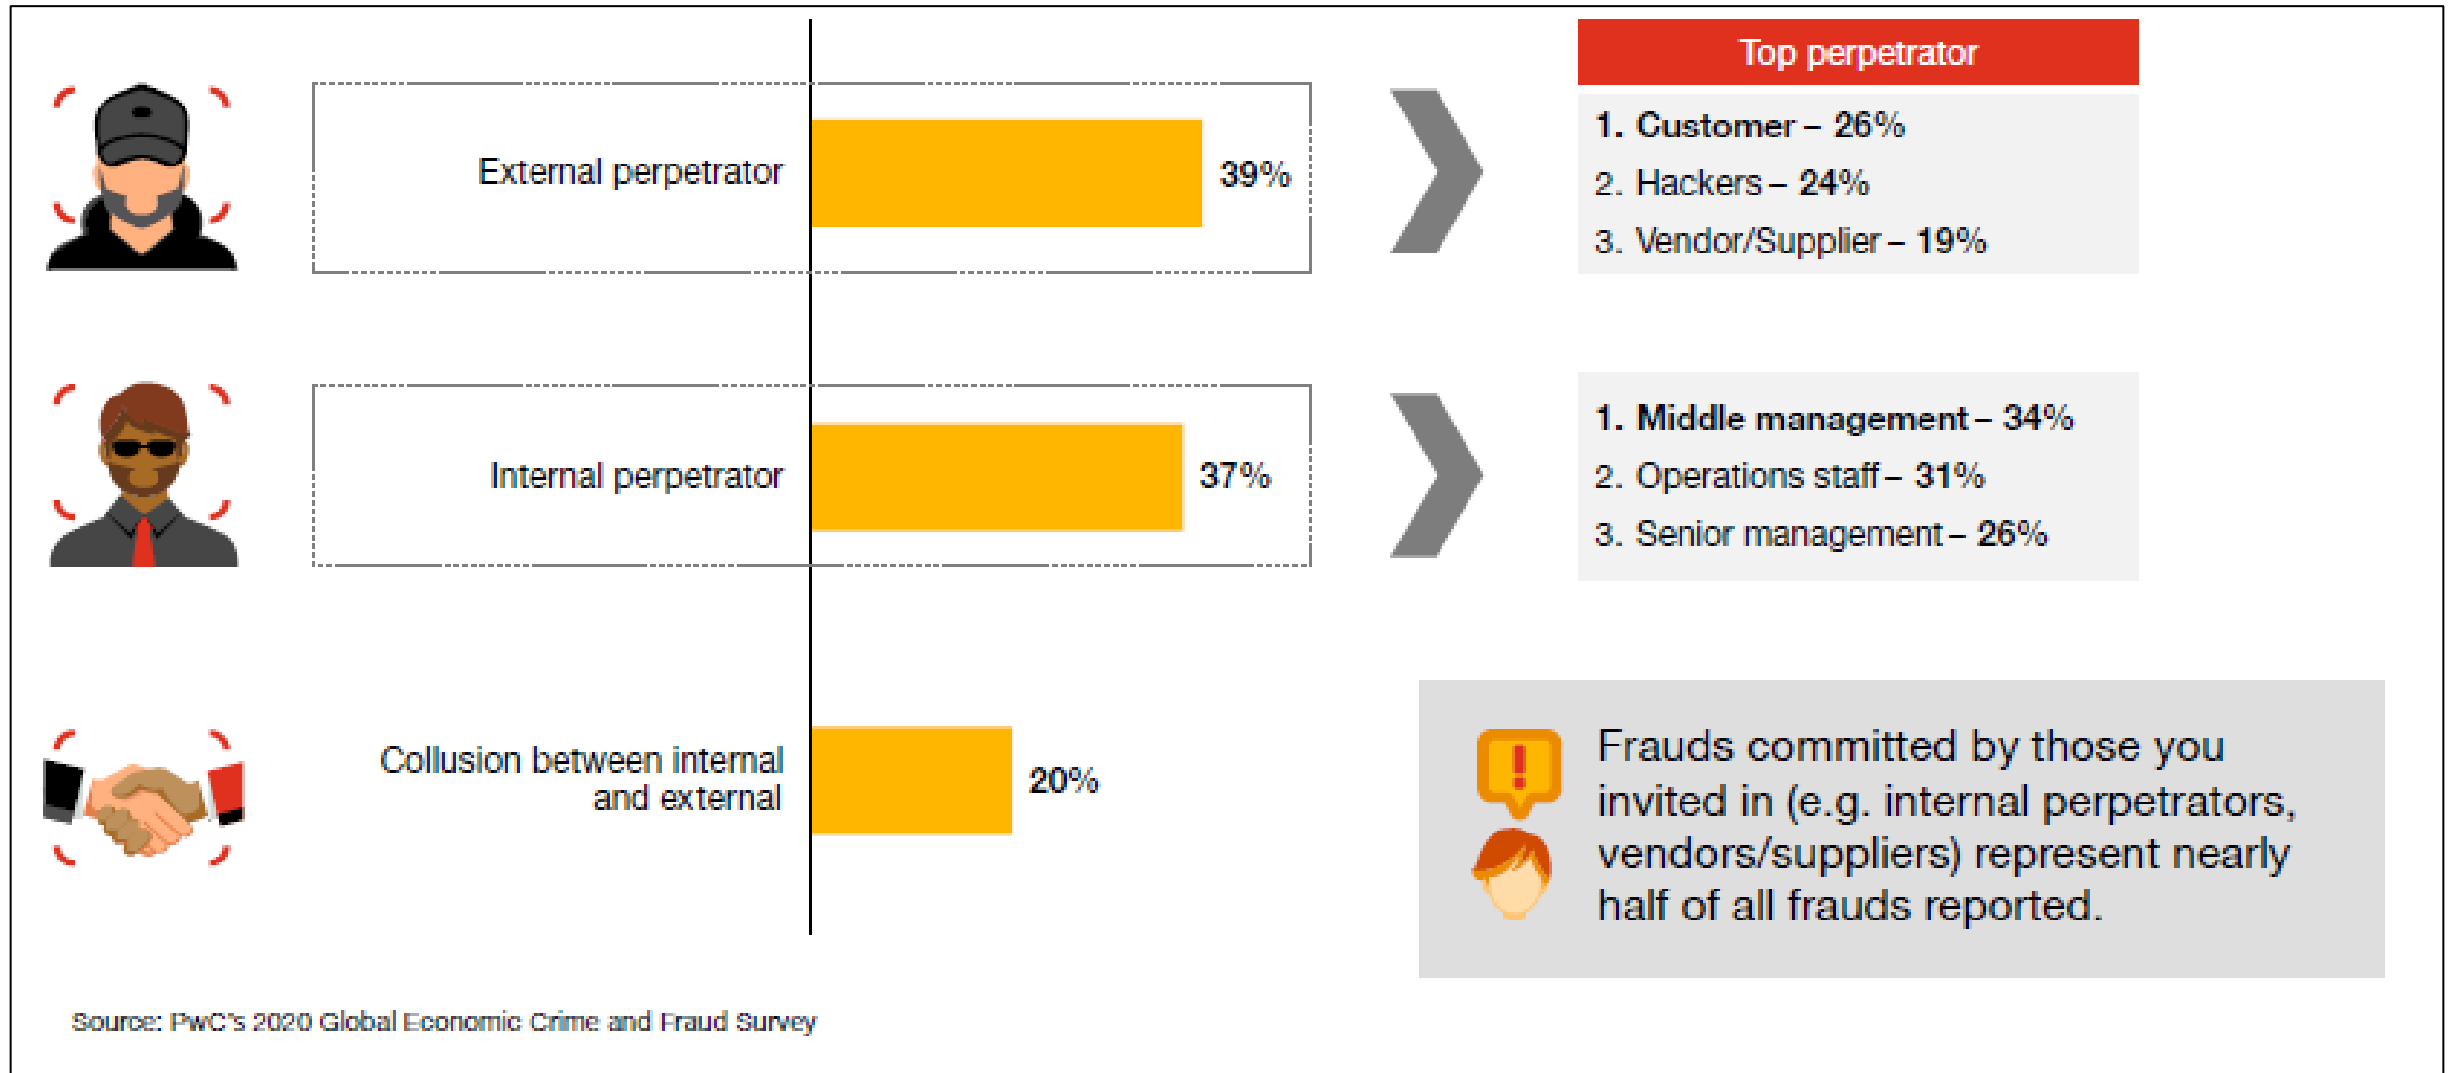 Top perpetrator
External perpetrator
39%
1. Customer – 26%
2. Hackers – 24%
3. Vendor/Supplier – 19%
Internal perpetrator
37%
1. Middle management – 34%
2. Operations staff – 31%
3. Senior management – 26%
Collusion between internal
and external
20%
!
Frauds committed by those you
invited in (e.g. internal perpetrators,
vendors/suppliers) represent nearly
half of all frauds reported.
Source: PwC's 2020 Global Economic Crime and Fraud Survey